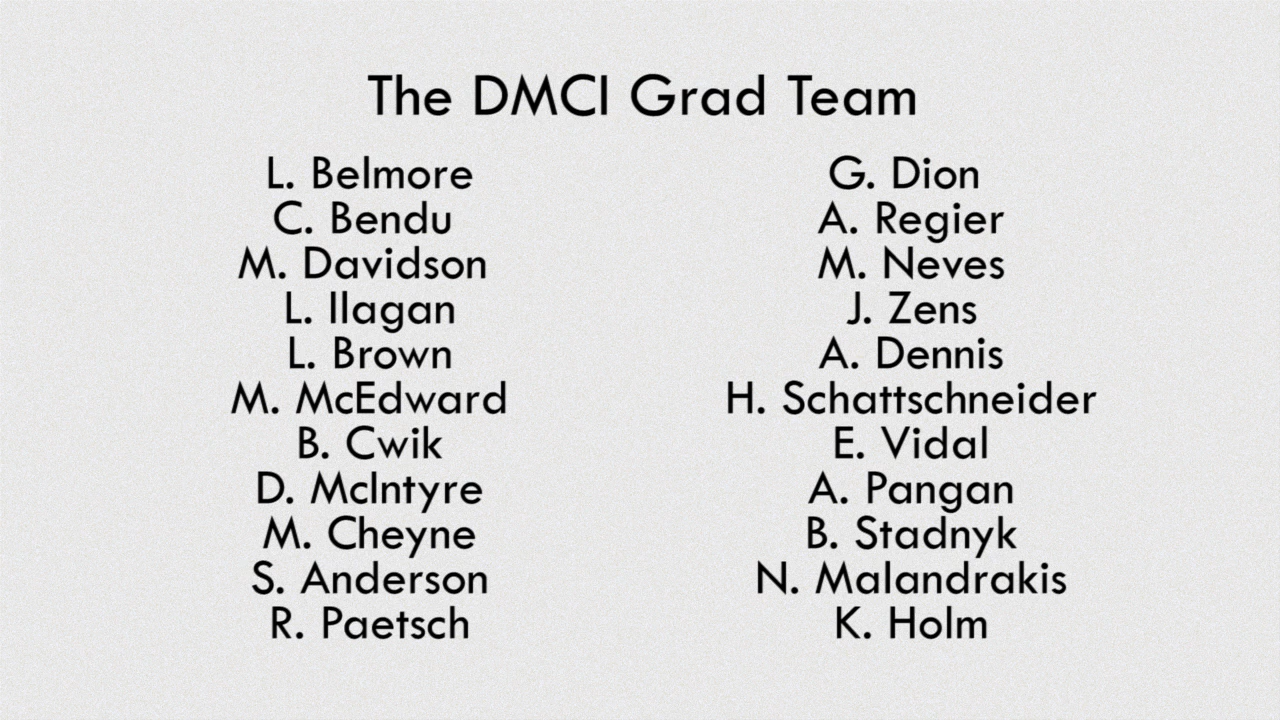 The DMCI Grad Team
L. Belmore
C. Bendu
M. Davidson
L. Ilagan
L. Brown
M. McEdward
B. Cwik
D. McIntyre
M. Cheyne
S. Anderson
R. Paetsch
G. Dion
A. Regier
M. Neves
J. Zens
A. Dennis
H. Schattschneider
E. Vidal
A. Pangan
B. Stadnyk
N. Malandrakis
K. Holm